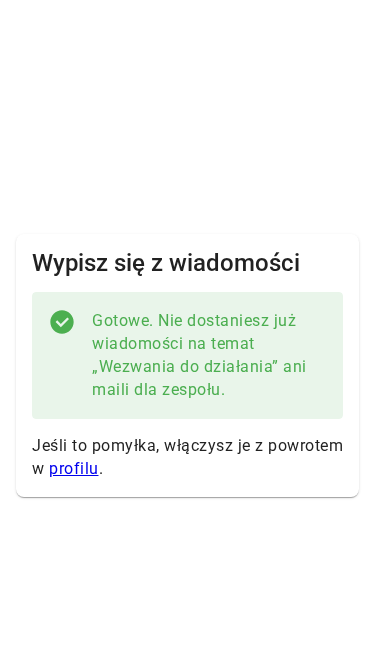 Wypisz się z wiadomości
Gotowe. Nie dostaniesz już
wiadomości na temat
„Wezwania do działania” ani
maili dla zespołu.
Jeśli to pomyłka, włączysz je z powrotem
w profilu.